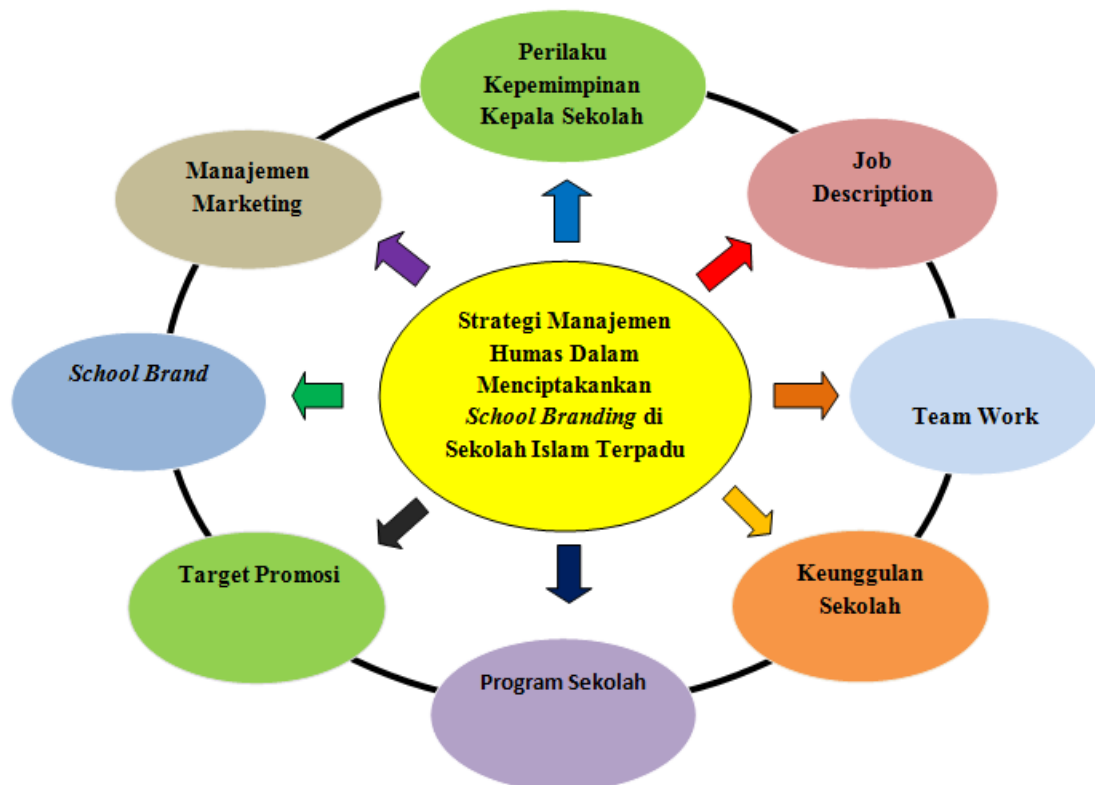 Perilaku
Kepemimpinan
Kepala Sekolah
Job
Description
Team Work
Keunggulan
Sekolah
Program Sekolah
Target Promosi
School Brand
Manajemen
Marketing
Strategi Manajemen
Humas Dalam
Menciptakankan
School Branding di
Sekolah Islam Terpadu